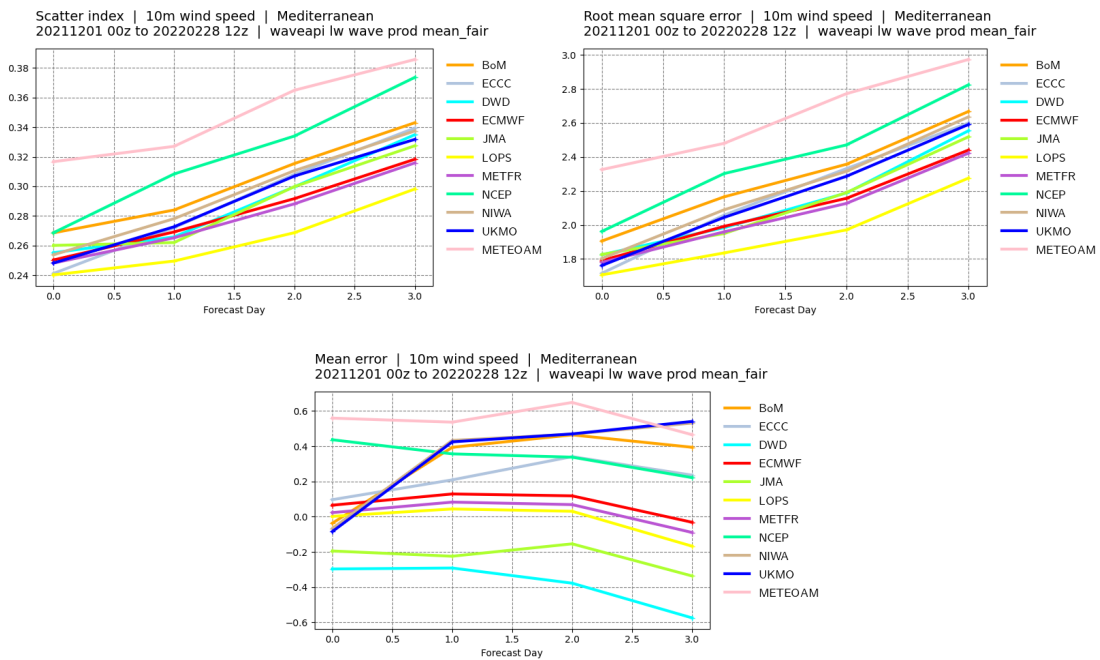 Scatter index | 10m wind speed | Mediterranean
20211201 00z to 20220228 12z | waveapi lw wave prod mean_fair
0.38
0.36
0.34
0.32
0.30
0.28
0.26
0.24
0.0 0.5 1.0 1.5 2.0 2.5 3.0
Forecast Day
BoM
ECCC
DWD
ECMWF
JMA
LOPS
METFR
NCEP
NIWA
UKMO
METEOAM
Root mean square error | 10m wind speed | Mediterranean
20211201 00z to 20220228 12z | waveapi lw wave prod mean_fair
3.0
2.8
2.6
2.4
2.2
2.0
1.8
0.0 0.5 1.0 1.5 2.0 2.5 3.0
Forecast Day
BoM
ECCC
DWD
ECMWF
JMA
LOPS
METFR
NCEP
NIWA
UKMO
METEOAM
Mean error | 10m wind speed | Mediterranean
20211201 00z to 20220228 12z | waveapi lw wave prod mean_fair
0.6
0.4
0.2
0.0
−0.2
−0.4
−0.6
0.0 0.5 1.0 1.5 2.0 2.5 3.0
Forecast Day
BoM
ECCC
DWD
ECMWF
JMA
LOPS
METFR
NCEP
NIWA
UKMO
METEOAM